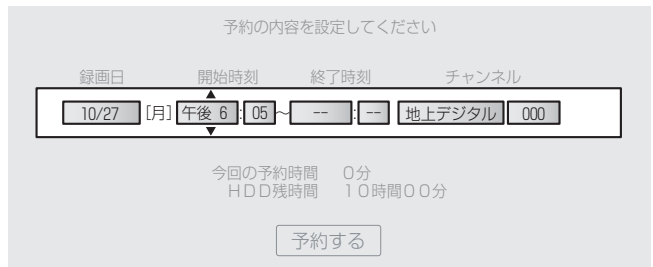 予約の内容を設定してください
録画日 開始時刻 終了時刻 チャンネル
10/27 [月] 午後 6 : 05 ~ -- : -- 地上デジタル 000
今回の予約時間 0分
HDD残時間 10時間00分
予約する